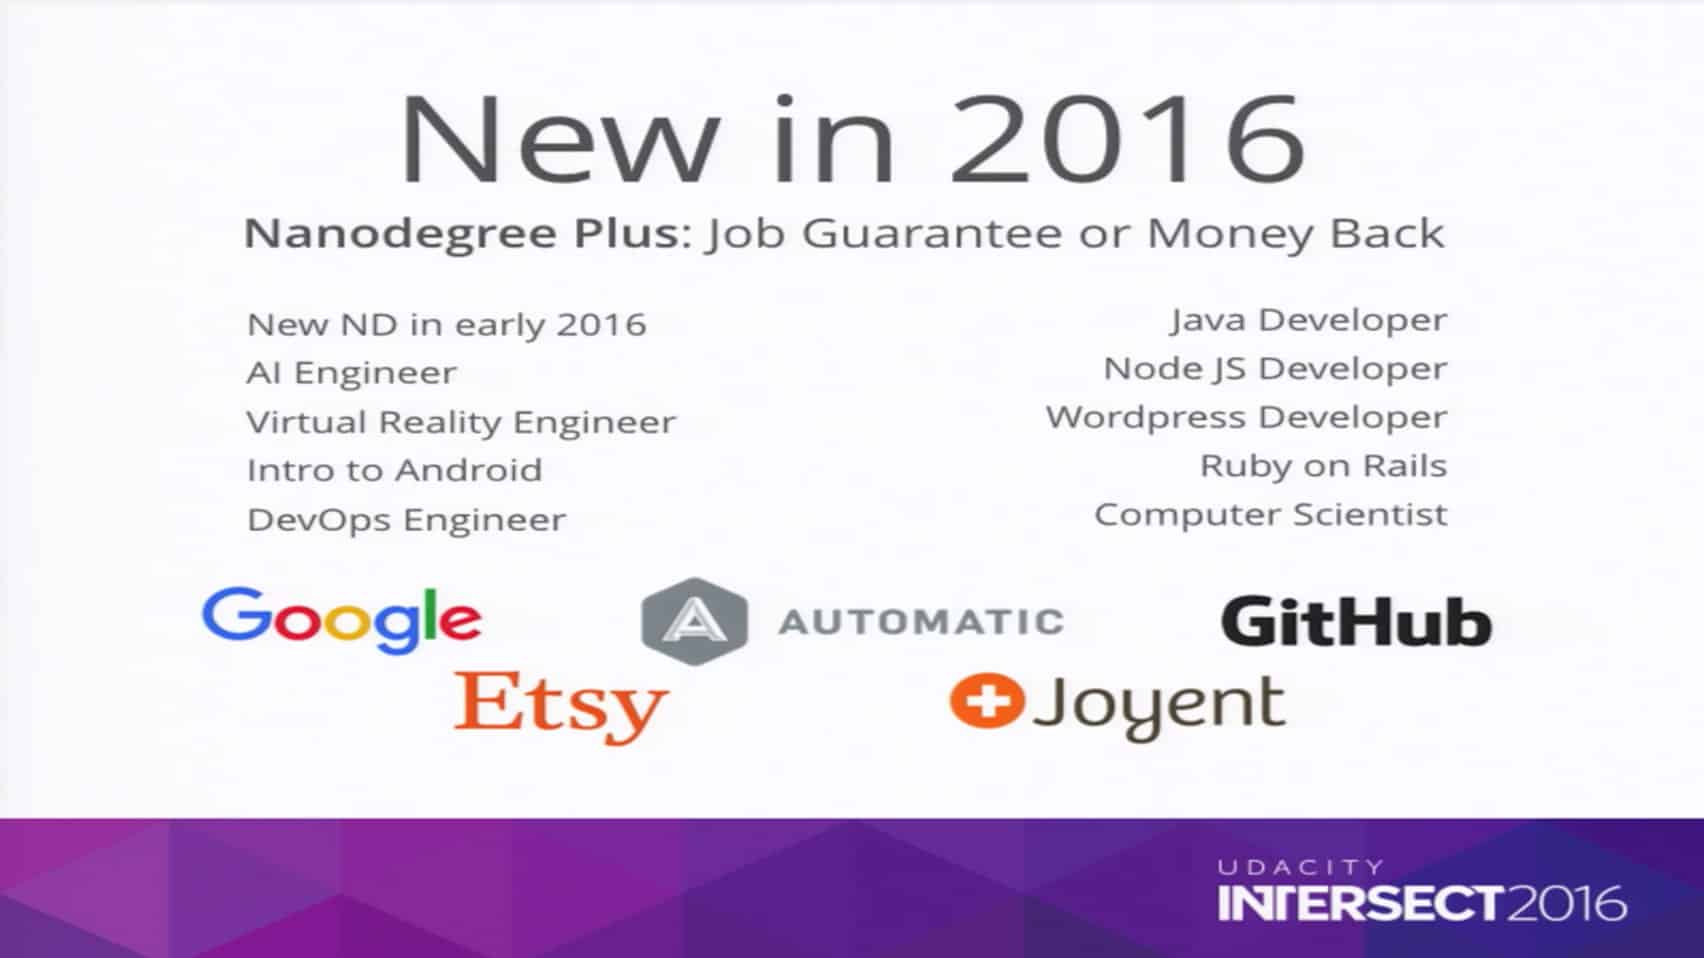 New in 2016
Nanodegree Plus: Job Guarantee or Money Back
New ND in early 2016
AI Engineer
Virtual Reality Engineer
Intro to Android
DevOps Engineer
Java Developer
Node JS Developer
Wordpress Developer
Ruby on Rails
Computer Scientist
Google
AUTOMATIC
GitHub
Etsy
Joyent
UDACITY
INTERSECT2016